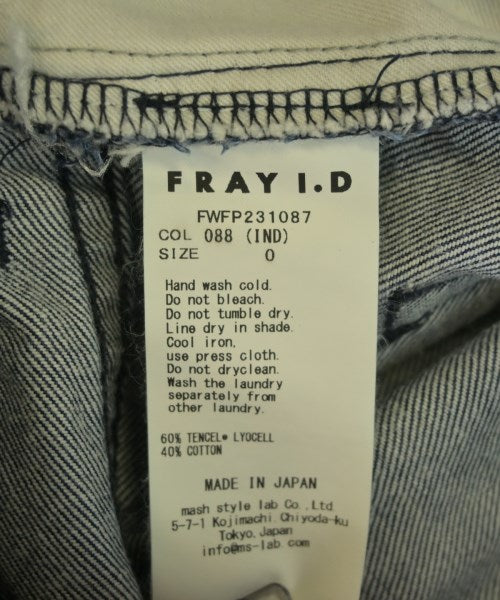 FRAY I.D
FWFP231087
COL 088 (IND)
SIZE 0
Hand wash cold.
Do not bleach.
Do not tumble dry.
Line dry in shade.
Cool iron,
use press cloth.
Do not dryclean.
Wash the laundry
separately from
other laundry.
60% TENCEL® LYOCELL
40% COTTON
MADE IN JAPAN
mash style lab Co.,Ltd.
5-7-1 Kojimachi,Chiyoda-ku
Tokyo,Japan
info@ms-lab.com